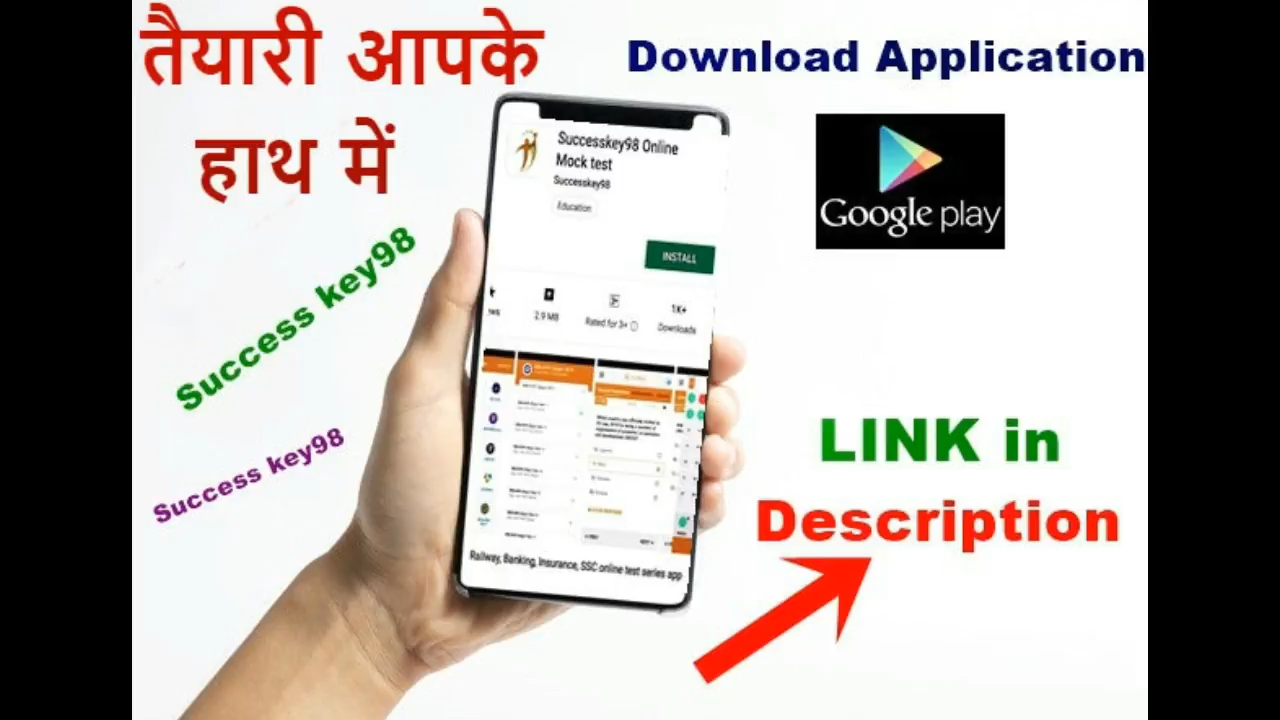 तैयारी आपके
हाथ में
Download Application
Google play
Success key98
Success key98
Successkey98 Online
Mock test
Successkey98
Education
INSTALL
2.9 MB
Rated for 3+
1K+
Downloads
Railway, Banking, Insurance, SSC online test series app
LINK in
Description